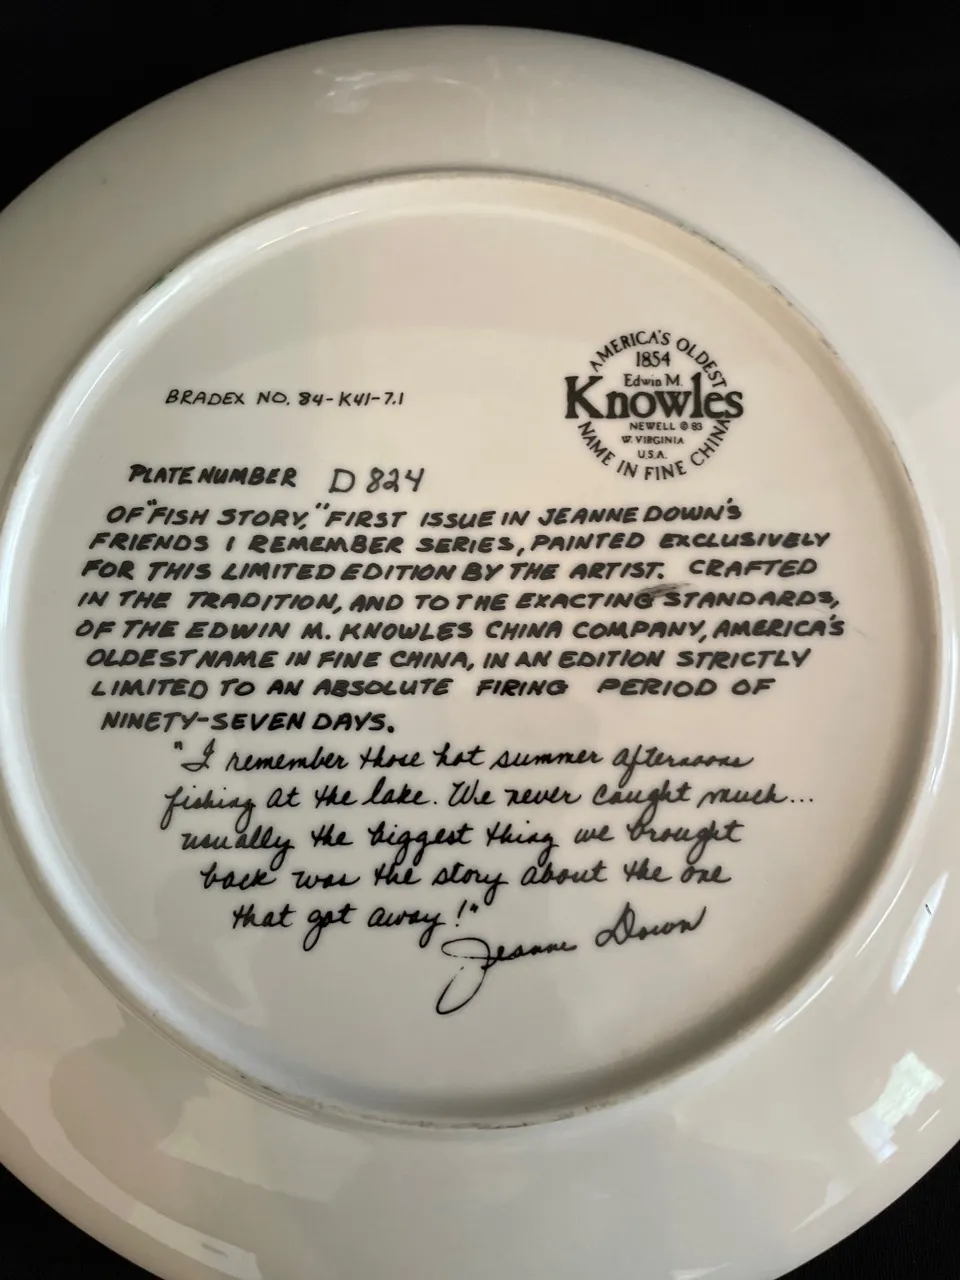 AMERICA'S OLDEST
1854
Edwin M.
Knowles
NEWELL © 83
W. VIRGINIA
U.S.A.
NAME IN FINE CHINA
BRADEX NO. 84-K41-7.1
PLATE NUMBER D 824
OF "FISH STORY," FIRST ISSUE IN JEANNE DOWN'S
FRIENDS I REMEMBER SERIES, PAINTED EXCLUSIVELY
FOR THIS LIMITED EDITION BY THE ARTIST. CRAFTED
IN THE TRADITION, AND TO THE EXACTING STANDARDS,
OF THE EDWIN M. KNOWLES CHINA COMPANY, AMERICA'S
OLDEST NAME IN FINE CHINA, IN AN EDITION STRICTLY
LIMITED TO AN ABSOLUTE FIRING PERIOD OF
NINETY-SEVEN DAYS.
"I remember those hot summer afternoons
fishing at the lake. We never caught much...
usually the biggest thing we brought
back was the story about the one
that got away!"
Jeanne Down